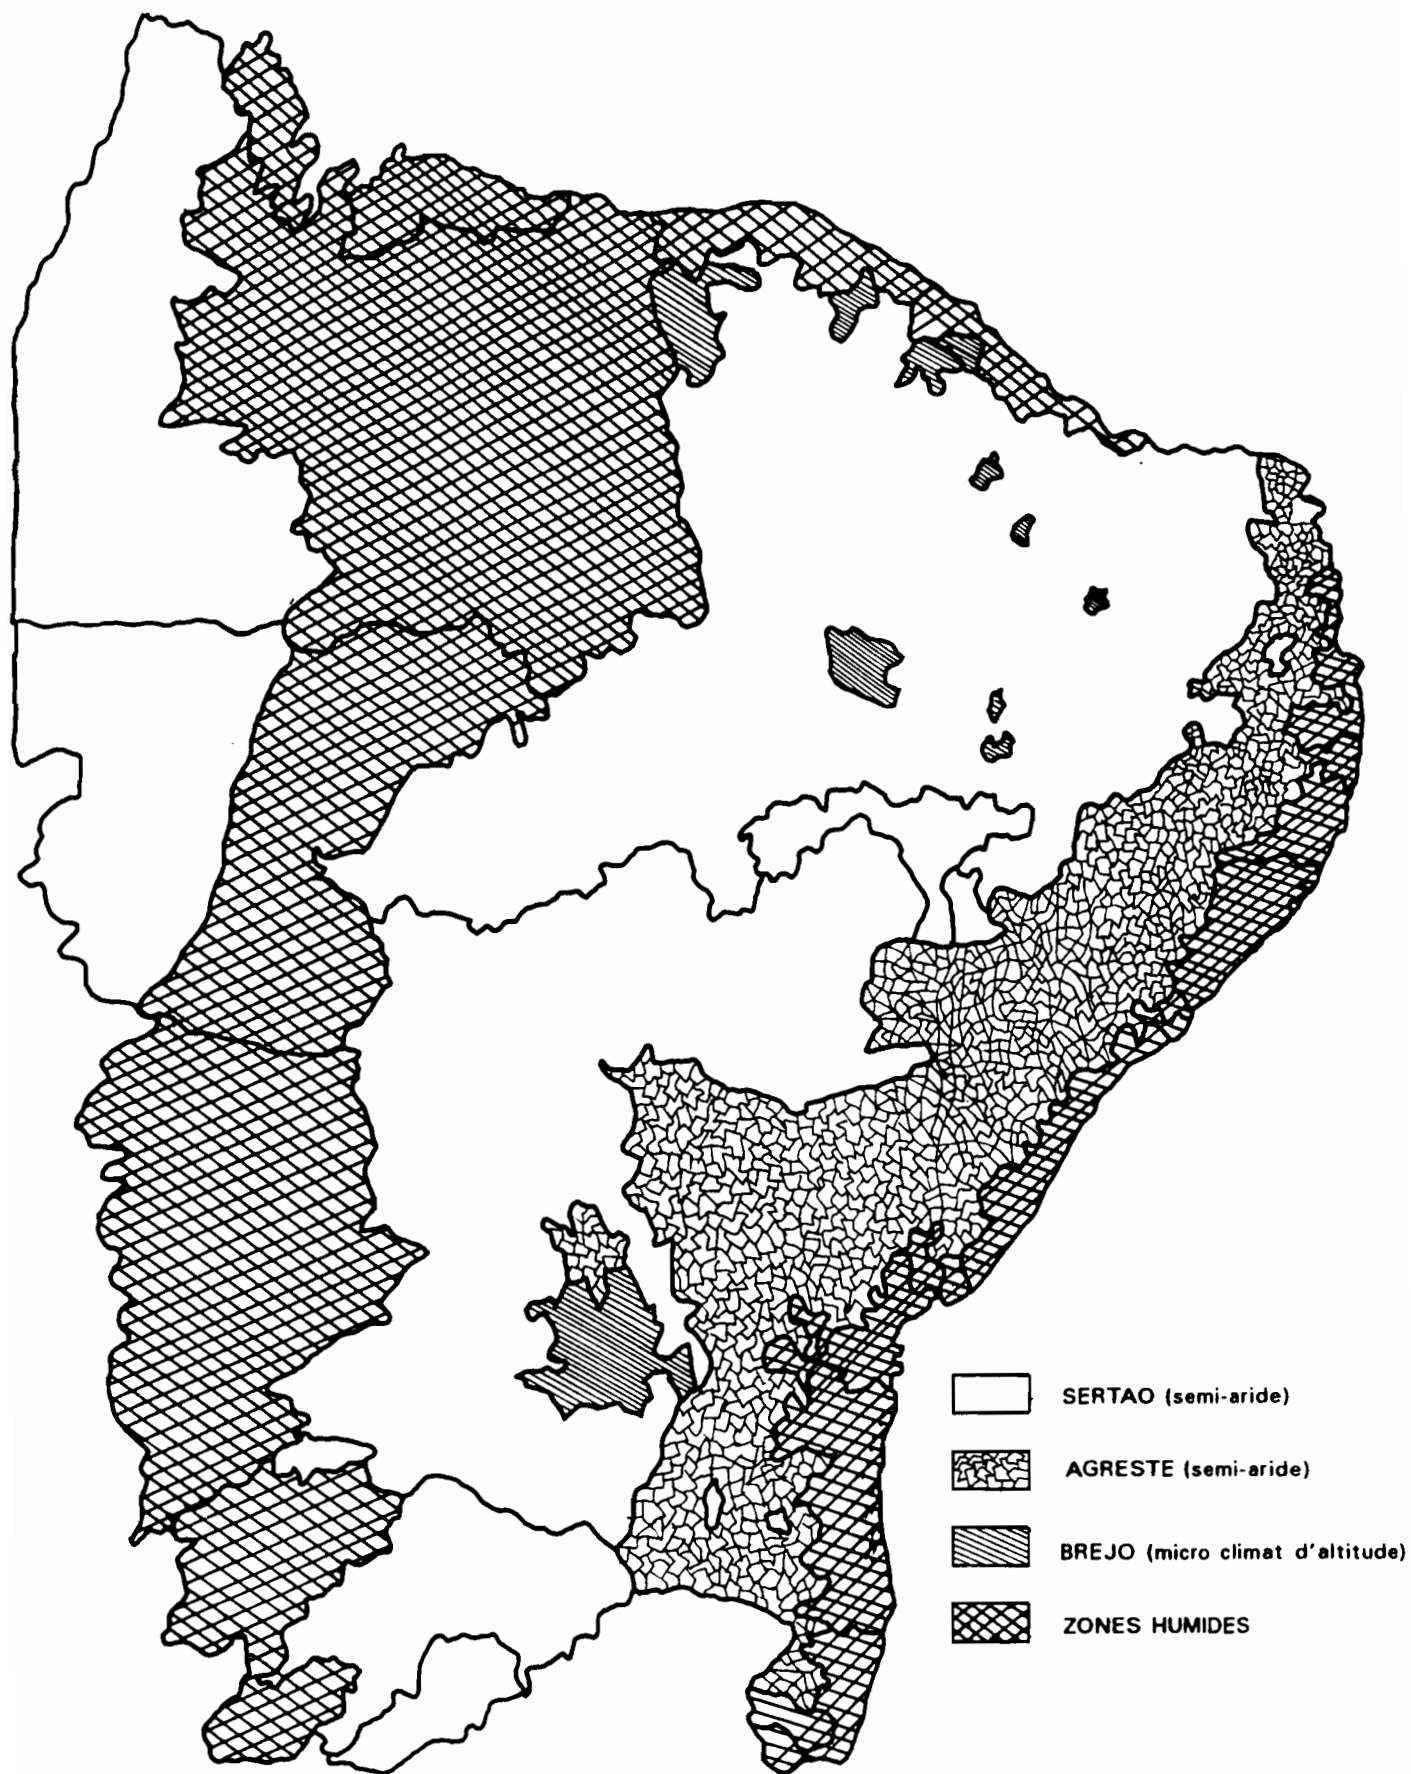 SERTAO (semi-aride)
AGRESTE (semi-aride)
BREJO (micro climat d'altitude)
ZONES HUMIDES